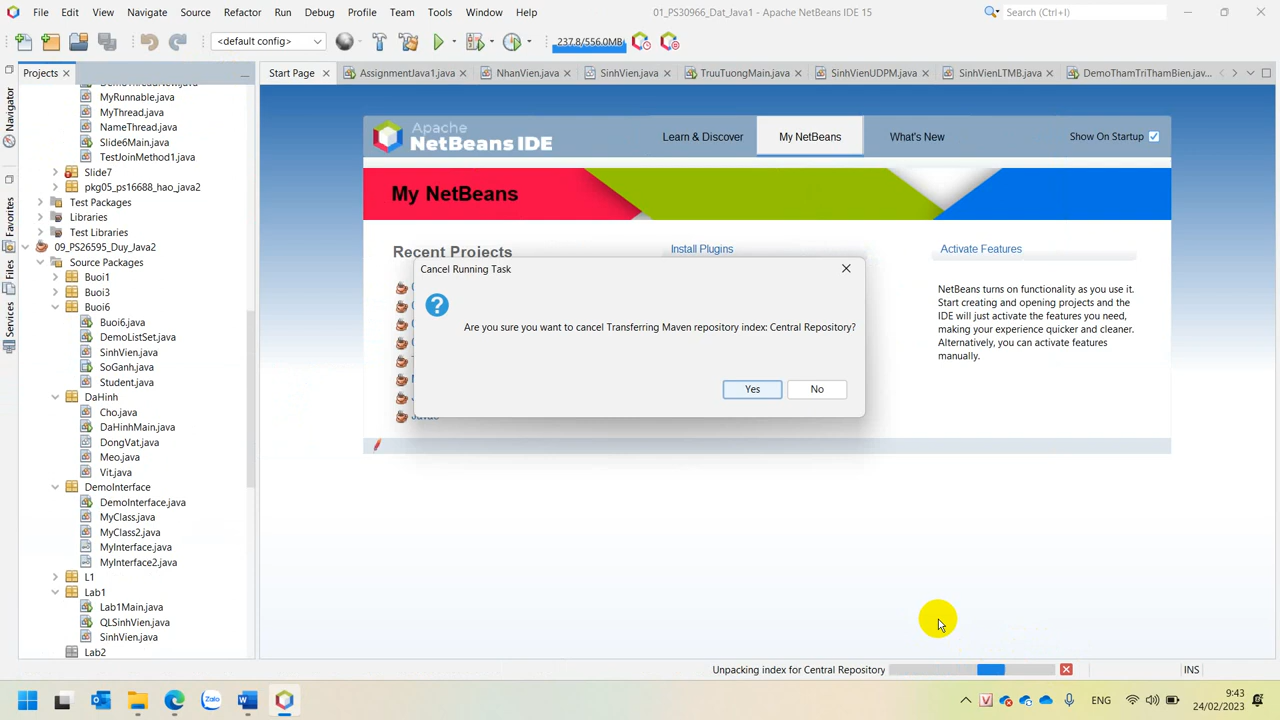 File Edit View Navigate Source Refactor Run Debug Profile Team Tools Window Help
01_PS30966_Dat_Java1 - Apache NetBeans IDE 15
Search (Ctrl+I)
<default config>
237.8/556.0MB
Projects
Start Page
AssignmentJava1.java
NhanVien.java
SinhVien.java
TruuTuongMain.java
SinhVienUDPM.java
SinhVienLTMB.java
DemoThamTriThamBien.jav...
Navigator
Favorites
Files
Services
MyRunnable.java
MyThread.java
NameThread.java
Slide6Main.java
TestJoinMethod1.java
Slide7
pkg05_ps16688_hao_java2
Test Packages
Libraries
Test Libraries
09_PS26595_Duy_Java2
Source Packages
Buoi1
Buoi3
Buoi6
Buoi6.java
DemoListSet.java
SinhVien.java
SoGanh.java
Student.java
DaHinh
Cho.java
DaHinhMain.java
DongVat.java
Meo.java
Vit.java
DemoInterface
DemoInterface.java
MyClass.java
MyClass2.java
MyInterface.java
MyInterface2.java
L1
Lab1
Lab1Main.java
QLSinhVien.java
SinhVien.java
Lab2
Apache
NetBeans IDE
Learn & Discover
My NetBeans
What's New
Show On Startup
My NetBeans
Recent Projects
Install Plugins
Activate Features
NetBeans turns on functionality as you use it.
Start creating and opening projects and the
IDE will just activate the features you need,
making your experience quicker and cleaner.
Alternatively, you can activate features
manually.
Cancel Running Task
Are you sure you want to cancel Transferring Maven repository index: Central Repository?
Yes
No
Unpacking index for Central Repository
INS
Zalo
ENG
9:43
24/02/2023